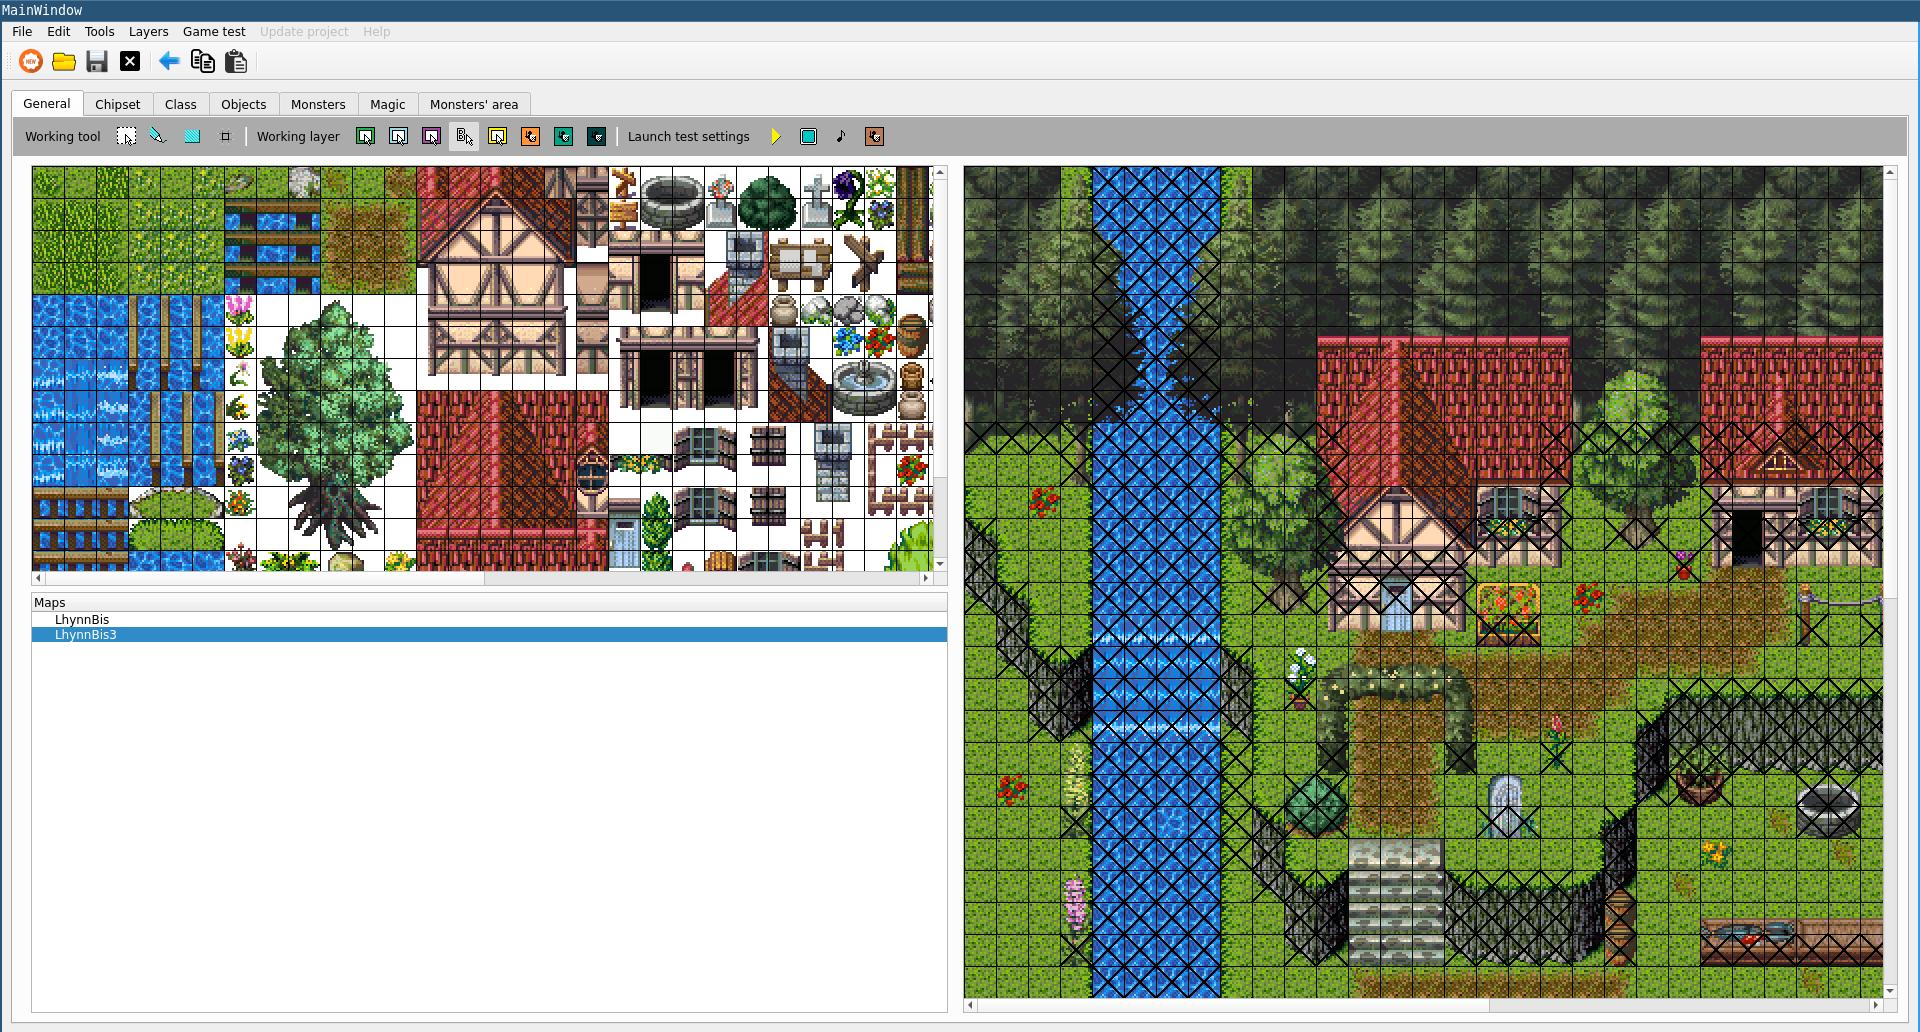 MainWindow
File Edit Tools Layers Game test Update project Help
NEW
General Chipset Class Objects Monsters Magic Monsters' area
Working tool Working layer B Launch test settings
Maps
LhynnBis
LhynnBis3